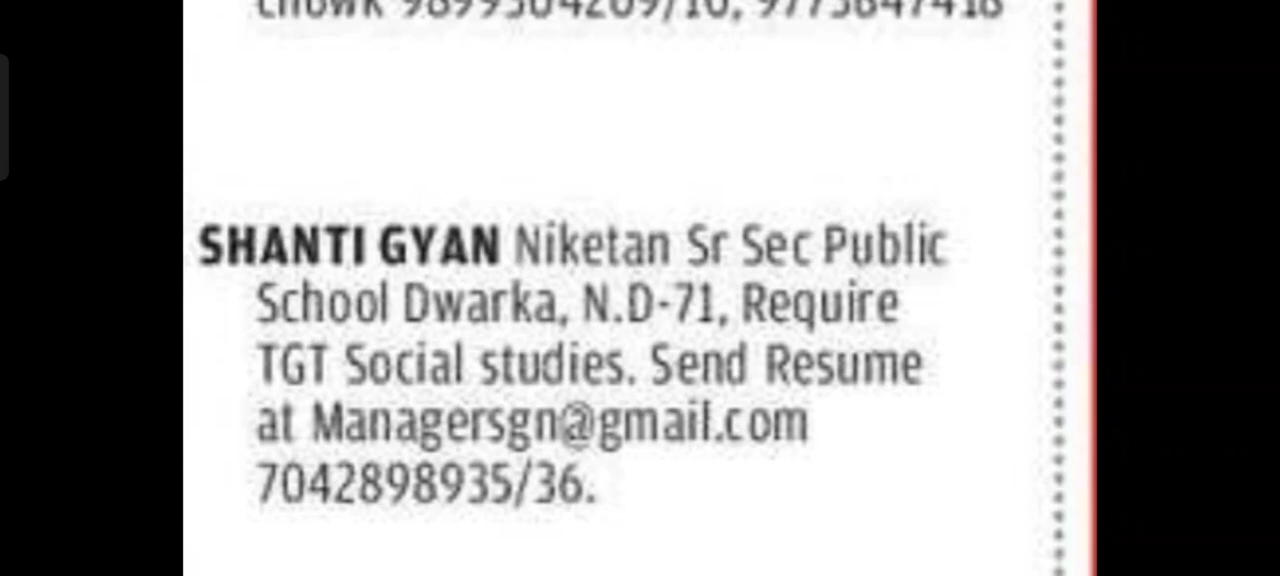 SHANTI GYAN Niketan Sr Sec Public
School Dwarka, N.D-71, Require
TGT Social studies. Send Resume
at Managersgn@gmail.com
7042898935/36.